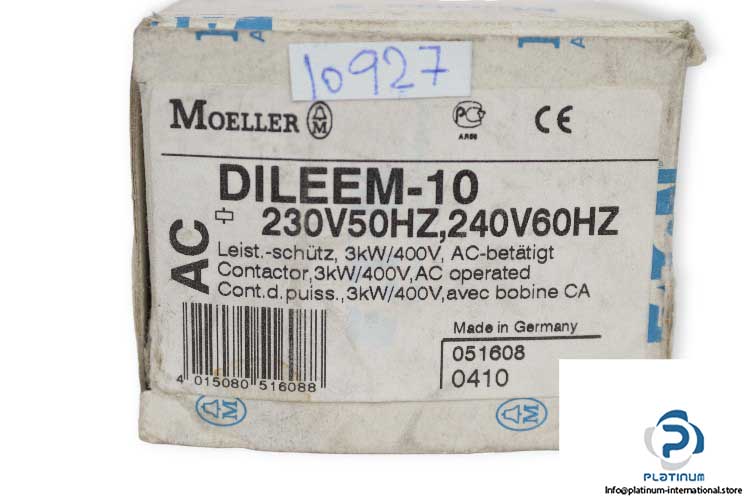 10927
MOELLER
CE
DILEEM-10
AC
230V50HZ,240V60HZ
Leist.-schütz, 3kW/400V, AC-betätigt
Contactor,3kW/400V,AC operated
Cont.d.puiss.,3kW/400V,avec bobine CA
Made in Germany
051608
0410
4 015080 516088
PLATINUM
Info@platinum-international.store